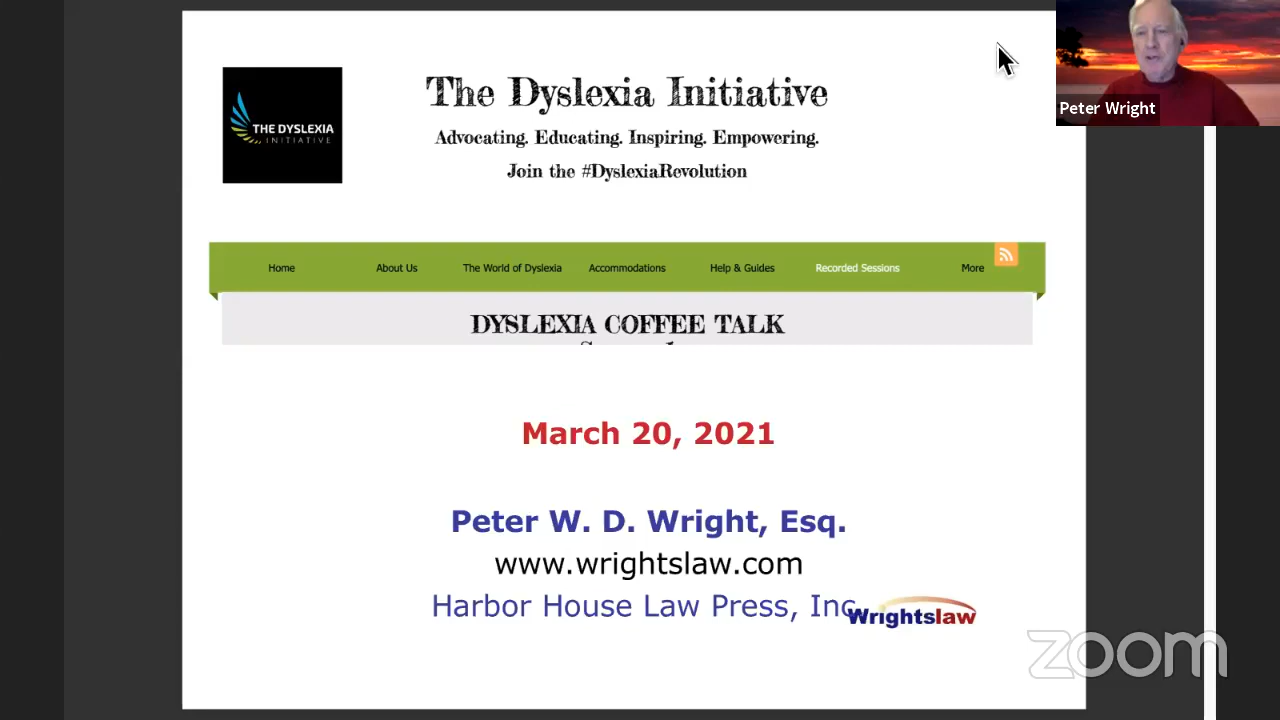 The Dyslexia Initiative
Advocating. Educating. Inspiring. Empowering.
Join the #DyslexiaRevolution
THE DYSLEXIA
INITIATIVE
Peter Wright
Home About Us The World of Dyslexia Accommodations Help & Guides Recorded Sessions More
DYSLEXIA COFFEE TALK
March 20, 2021
Peter W. D. Wright, Esq.
www.wrightslaw.com
Harbor House Law Press, Inc
Wrightslaw
zoom